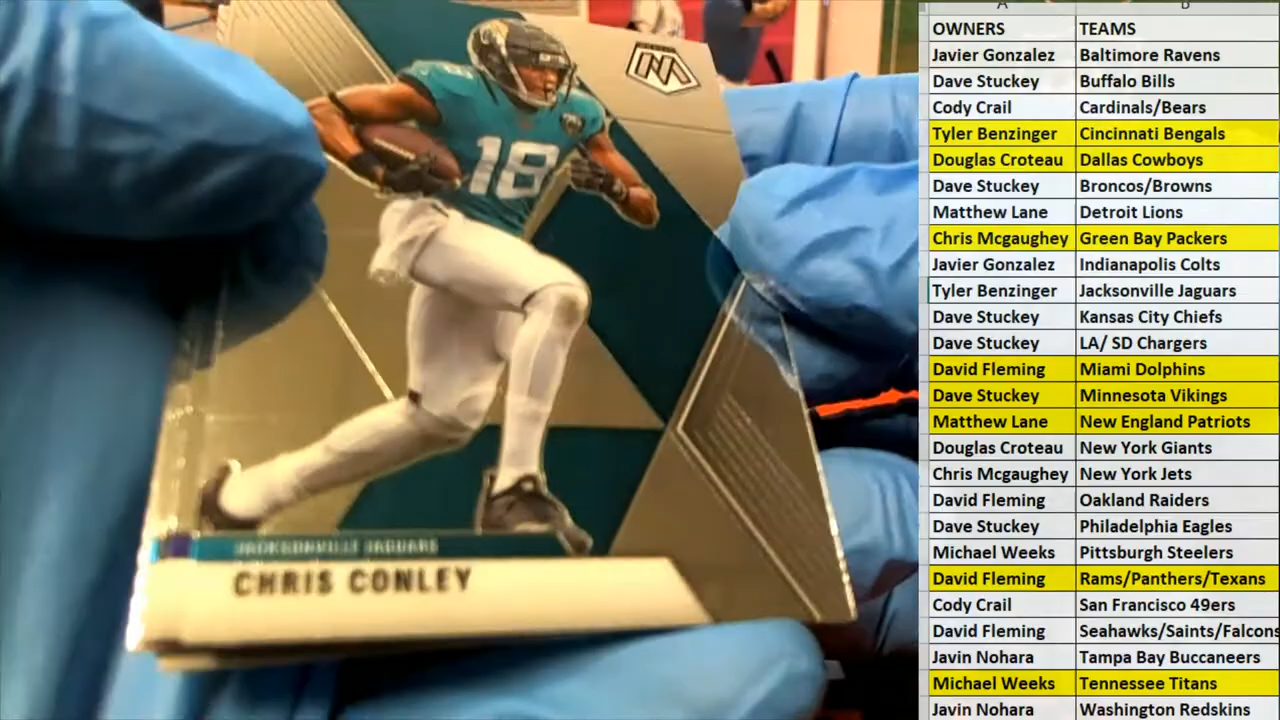 A B
OWNERS TEAMS
Javier Gonzalez Baltimore Ravens
Dave Stuckey Buffalo Bills
Cody Crail Cardinals/Bears
Tyler Benzinger Cincinnati Bengals
Douglas Croteau Dallas Cowboys
Dave Stuckey Broncos/Browns
Matthew Lane Detroit Lions
Chris Mcgaughey Green Bay Packers
Javier Gonzalez Indianapolis Colts
Tyler Benzinger Jacksonville Jaguars
Dave Stuckey Kansas City Chiefs
Dave Stuckey LA/ SD Chargers
David Fleming Miami Dolphins
Dave Stuckey Minnesota Vikings
Matthew Lane New England Patriots
Douglas Croteau New York Giants
Chris Mcgaughey New York Jets
David Fleming Oakland Raiders
Dave Stuckey Philadelphia Eagles
Michael Weeks Pittsburgh Steelers
David Fleming Rams/Panthers/Texans
Cody Crail San Francisco 49ers
David Fleming Seahawks/Saints/Falcons
Javin Nohara Tampa Bay Buccaneers
Michael Weeks Tennessee Titans
Javin Nohara Washington Redskins
18
18
JACKSONVILLE JAGUARS
CHRIS CONLEY